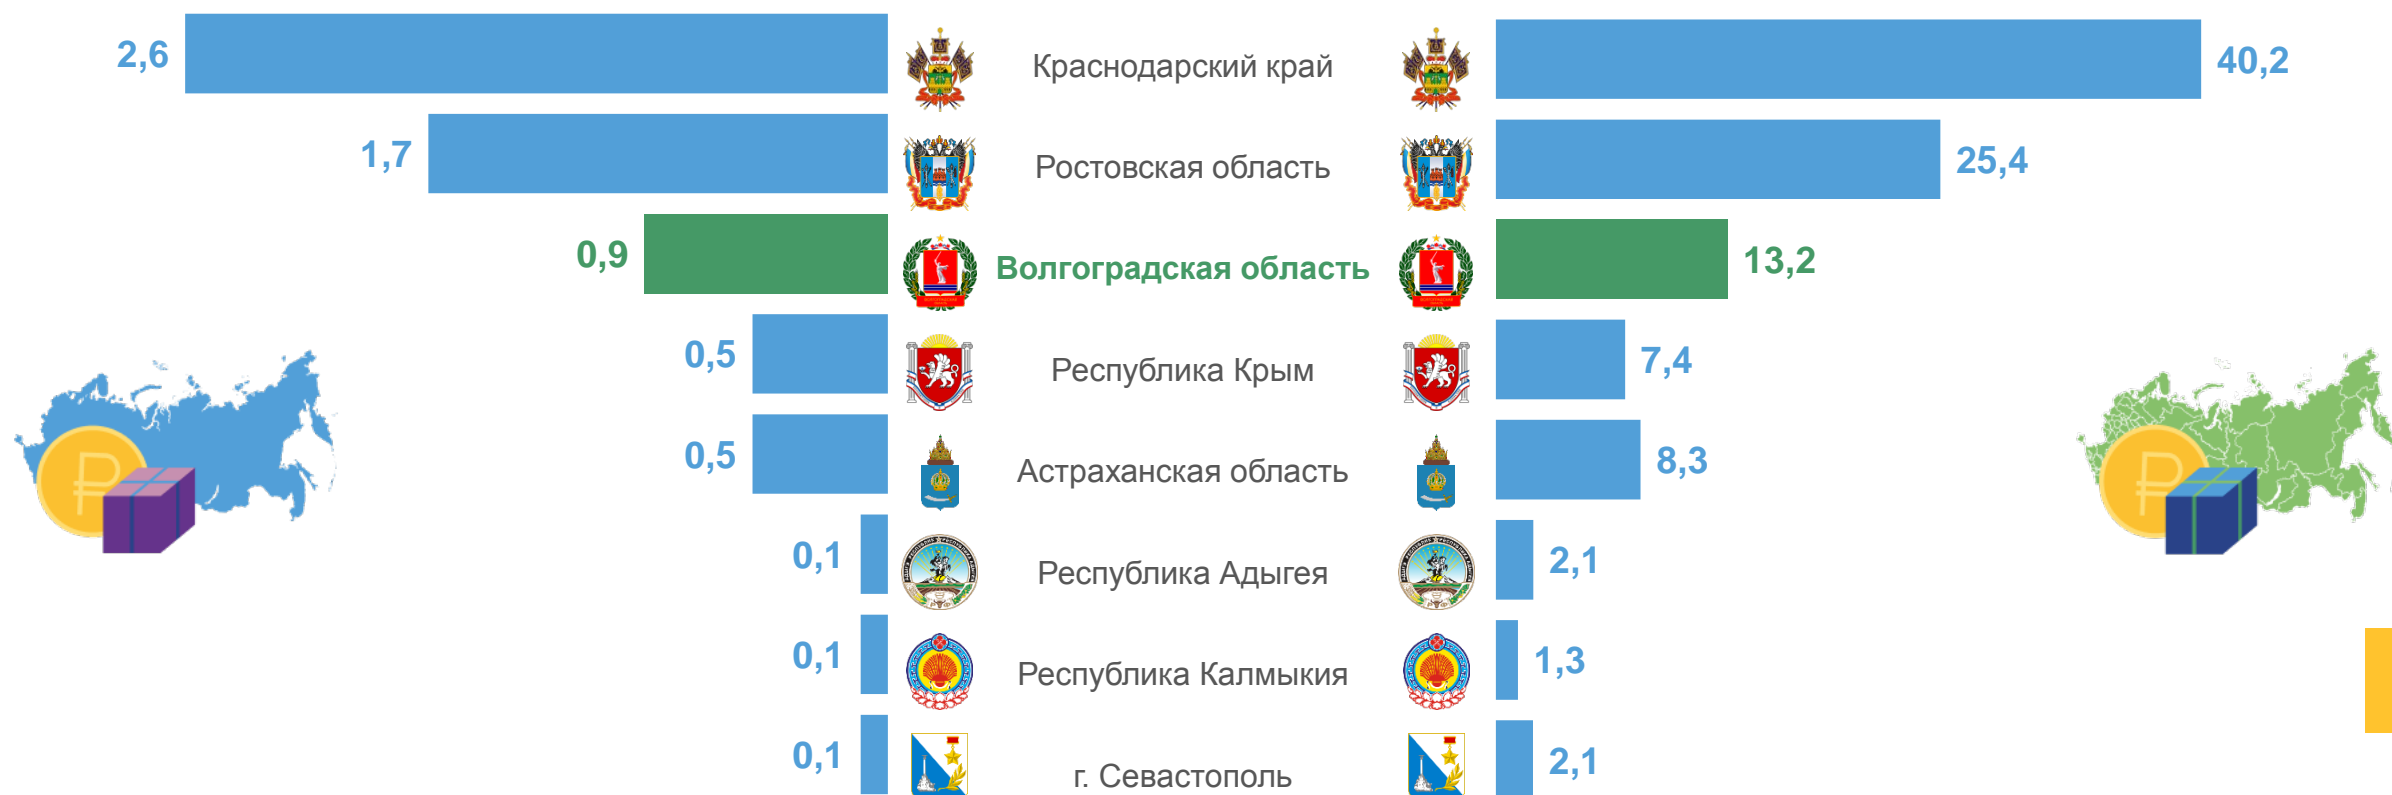 2,6 Краснодарский край 40,2
1,7 Ростовская область 25,4
0,9 Волгоградская область 13,2
0,5 Республика Крым 7,4
0,5 Астраханская область 8,3
0,1 Республика Адыгея 2,1
0,1 Республика Калмыкия 1,3
0,1 г. Севастополь 2,1